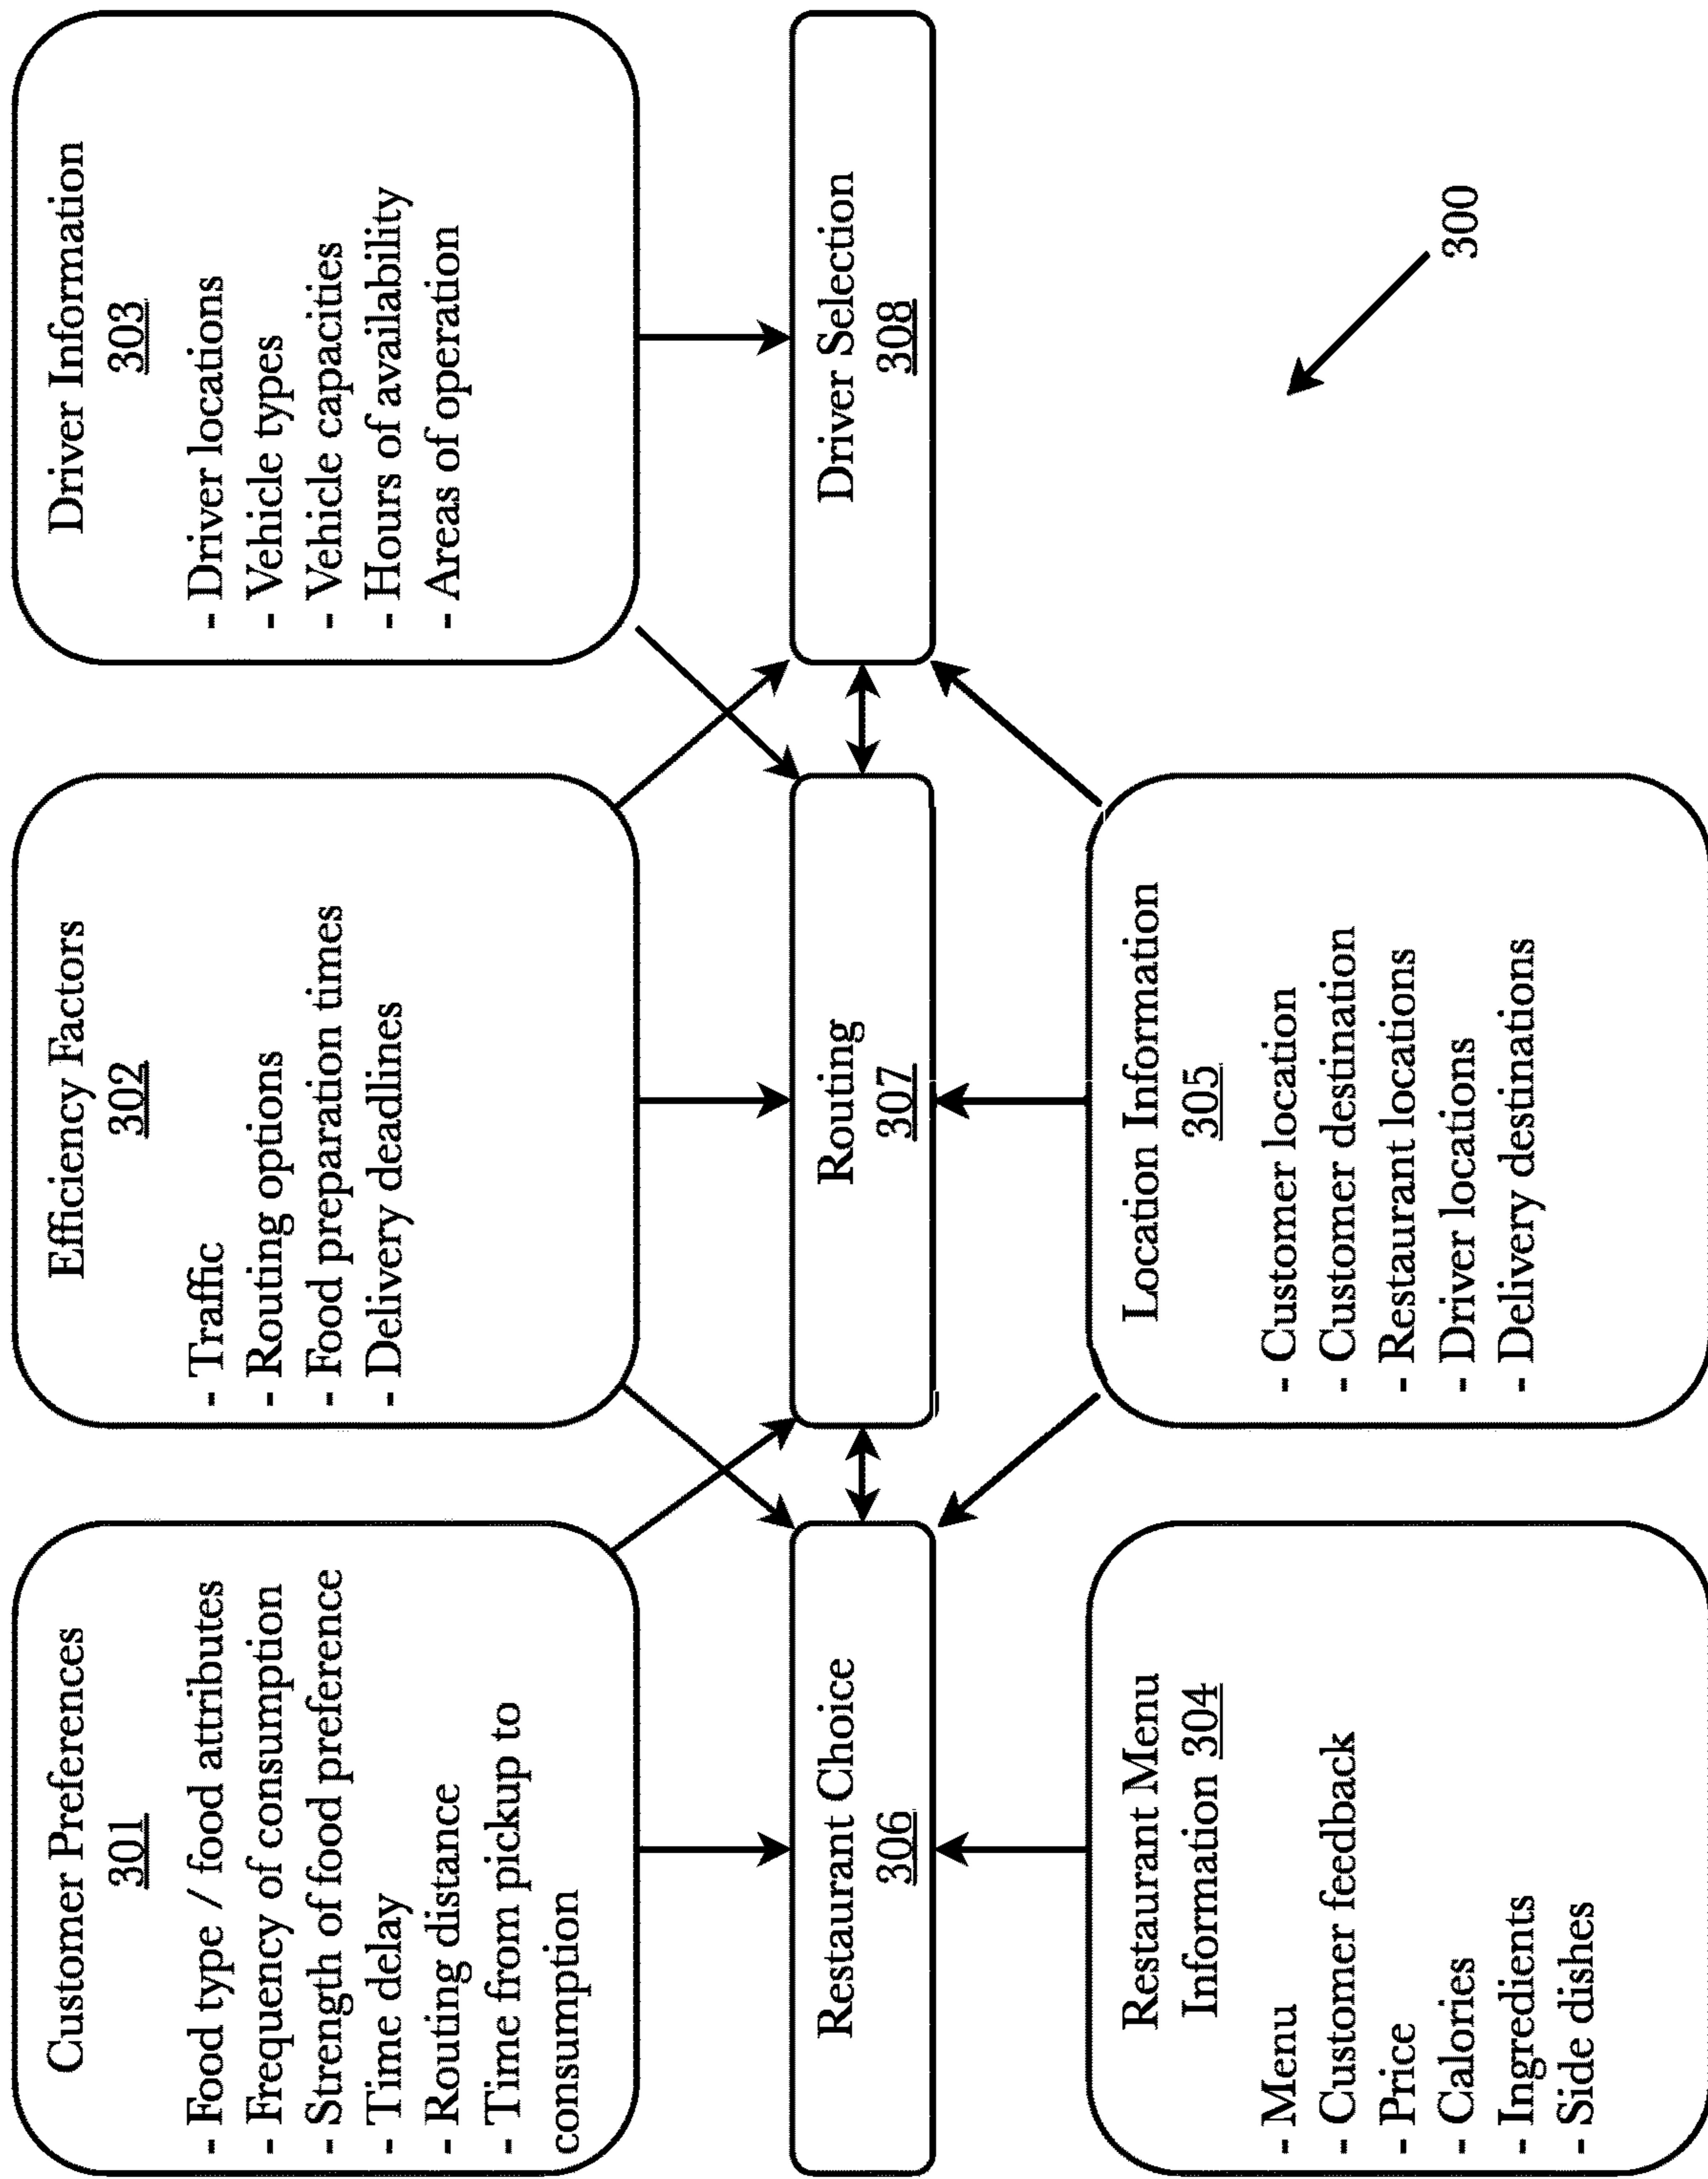 Customer Preferences
301
- Food type / food attributes
- Frequency of consumption
- Strength of food preference
- Time delay
- Routing distance
- Time from pickup to
consumption
Efficiency Factors
302
- Traffic
- Routing options
- Food preparation times
- Delivery deadlines
Driver Information
303
- Driver locations
- Vehicle types
- Vehicle capacities
- Hours of availability
- Areas of operation
Restaurant Choice
306
Routing
307
Driver Selection
308
Restaurant Menu
Information 304
- Menu
- Customer feedback
- Price
- Calories
- Ingredients
- Side dishes
Location Information
305
- Customer location
- Customer destination
- Restaurant locations
- Driver locations
- Delivery destinations
300